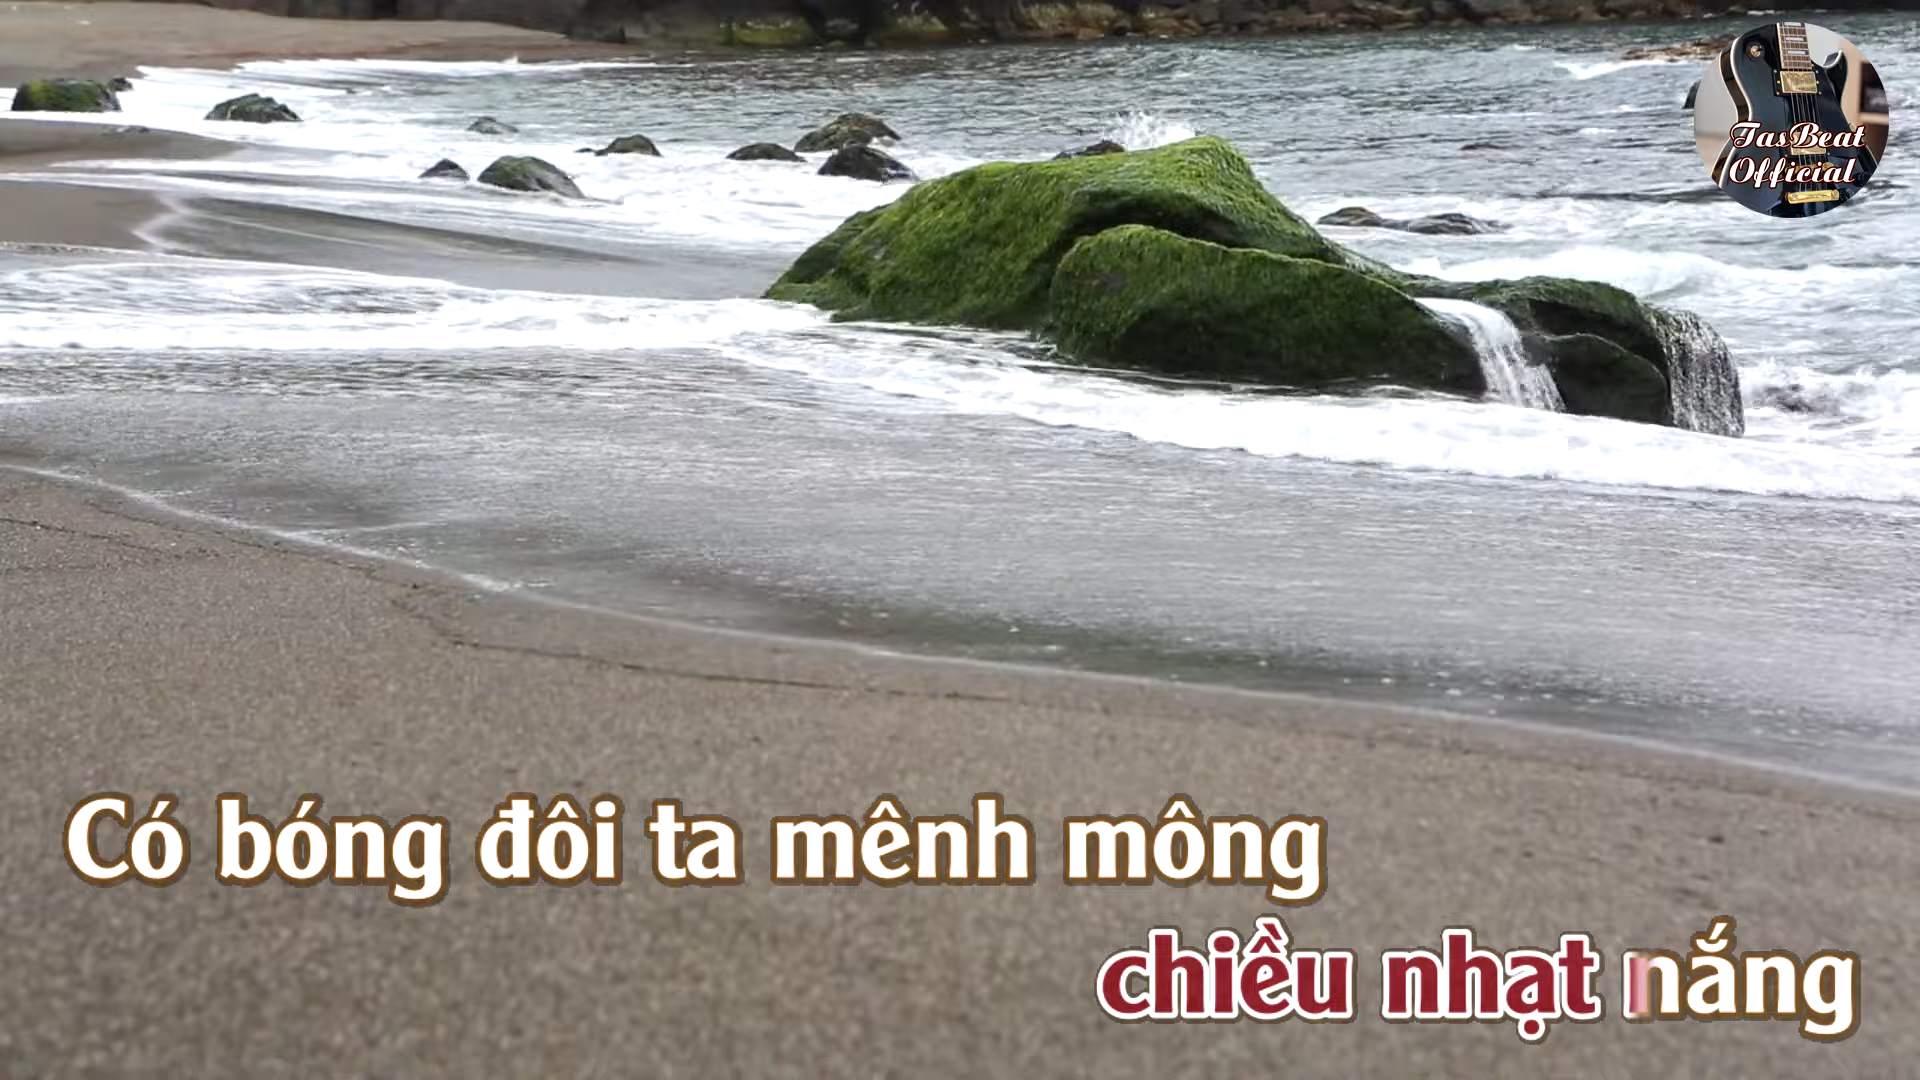 TasBeat
Official
Có bóng đôi ta mênh mông
chiều nhạt nắng